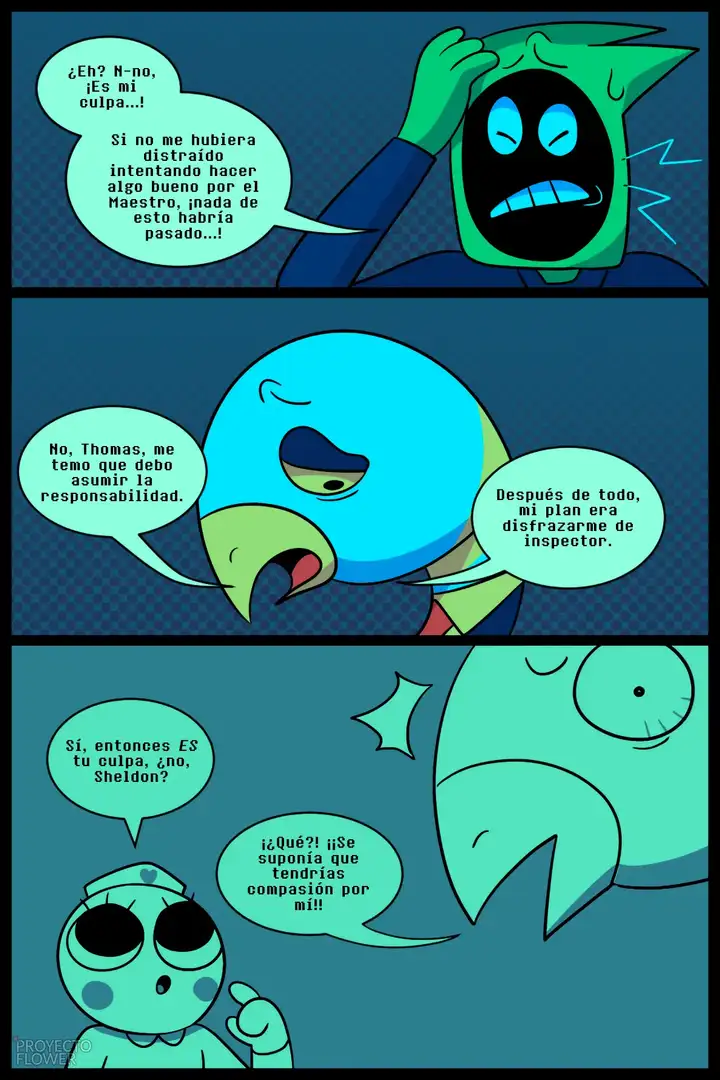 ¿Eh? N-no,
¡Es mi
culpa...!
Si no me hubiera
distraído
intentando hacer
algo bueno por el
Maestro, ¡nada de
esto habría
pasado...!
No, Thomas, me
temo que debo
asumir la
responsabilidad.
Después de todo,
mi plan era
disfrazarme de
inspector.
Sí, entonces ES
tu culpa, ¿no,
Sheldon?
¡¿Qué?! ¡¡Se
suponía que
tendrías
compasión por
mí!!
PROYECTO
FLOWER